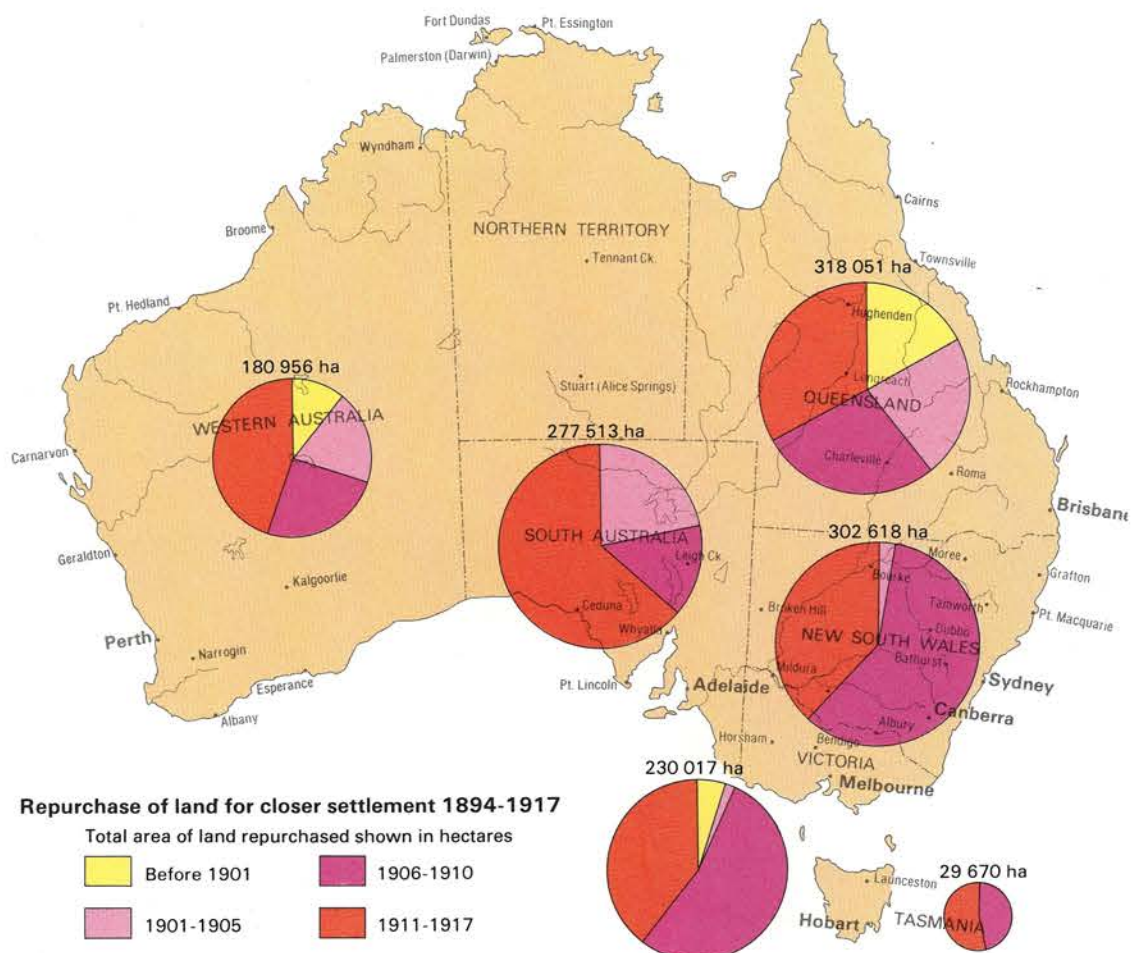 Fort Dundas
Pt. Essington
Palmerston (Darwin)
Wyndham
Cairns
Broome
NORTHERN TERRITORY
Tennant Ck.
Townsville
318 051 ha
Pt. Hedland
Hughenden
180 956 ha
Stuart (Alice Springs)
Longreach
Rockhampton
QUEENSLAND
WESTERN AUSTRALIA
277 513 ha
Carnarvon
Charleville
Roma
Brisbane
302 618 ha
SOUTH AUSTRALIA
Geraldton
Leigh Ck
Moree
Bourke
Grafton
Kalgoorlie
Ceduna
Broken Hill
Tamworth
Pt. Macquarie
Whyalla
Dubbo
Perth
NEW SOUTH WALES
Narrogin
Bathurst
Mildura
Esperance
Pt. Lincoln
Adelaide
Sydney
Albany
Canberra
Albury
Horsham
Bendigo
VICTORIA
230 017 ha
Melbourne
Repurchase of land for closer settlement 1894-1917
Total area of land repurchased shown in hectares
Before 1901
1906-1910
1901-1905
1911-1917
Launceston
29 670 ha
Hobart
TASMANIA